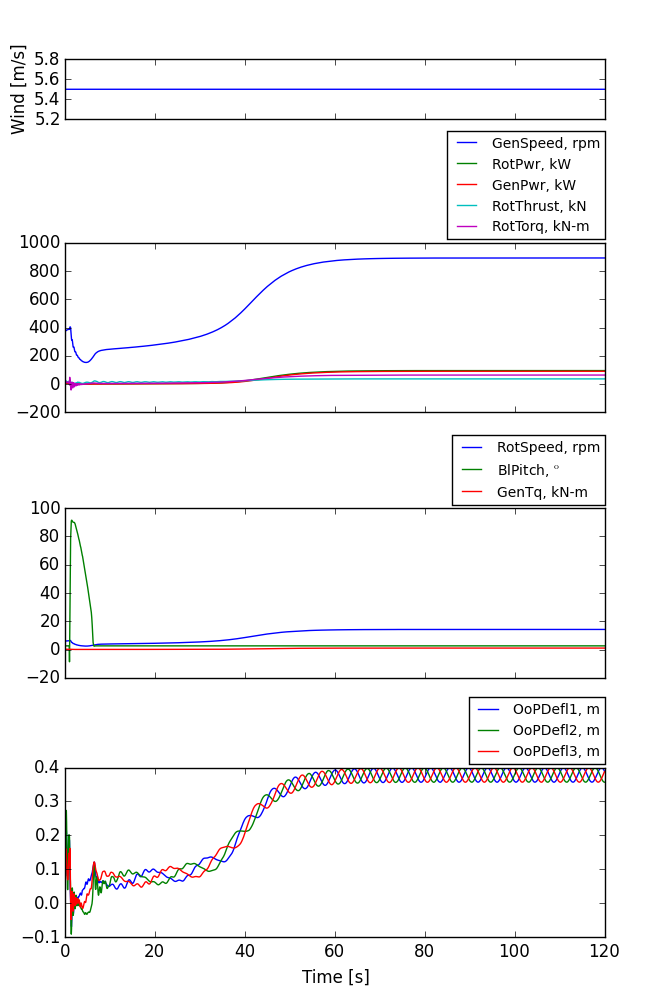 Wind [m/s]
5.8
5.6
5.4
5.2
GenSpeed, rpm
RotPwr, kW
GenPwr, kW
RotThrust, kN
RotTorq, kN-m
1000
800
600
400
200
0
−200
RotSpeed, rpm
BlPitch, °
GenTq, kN-m
100
80
60
40
20
0
−20
OoPDefl1, m
OoPDefl2, m
OoPDefl3, m
0.4
0.3
0.2
0.1
0.0
−0.1
0 20 40 60 80 100 120
Time [s]